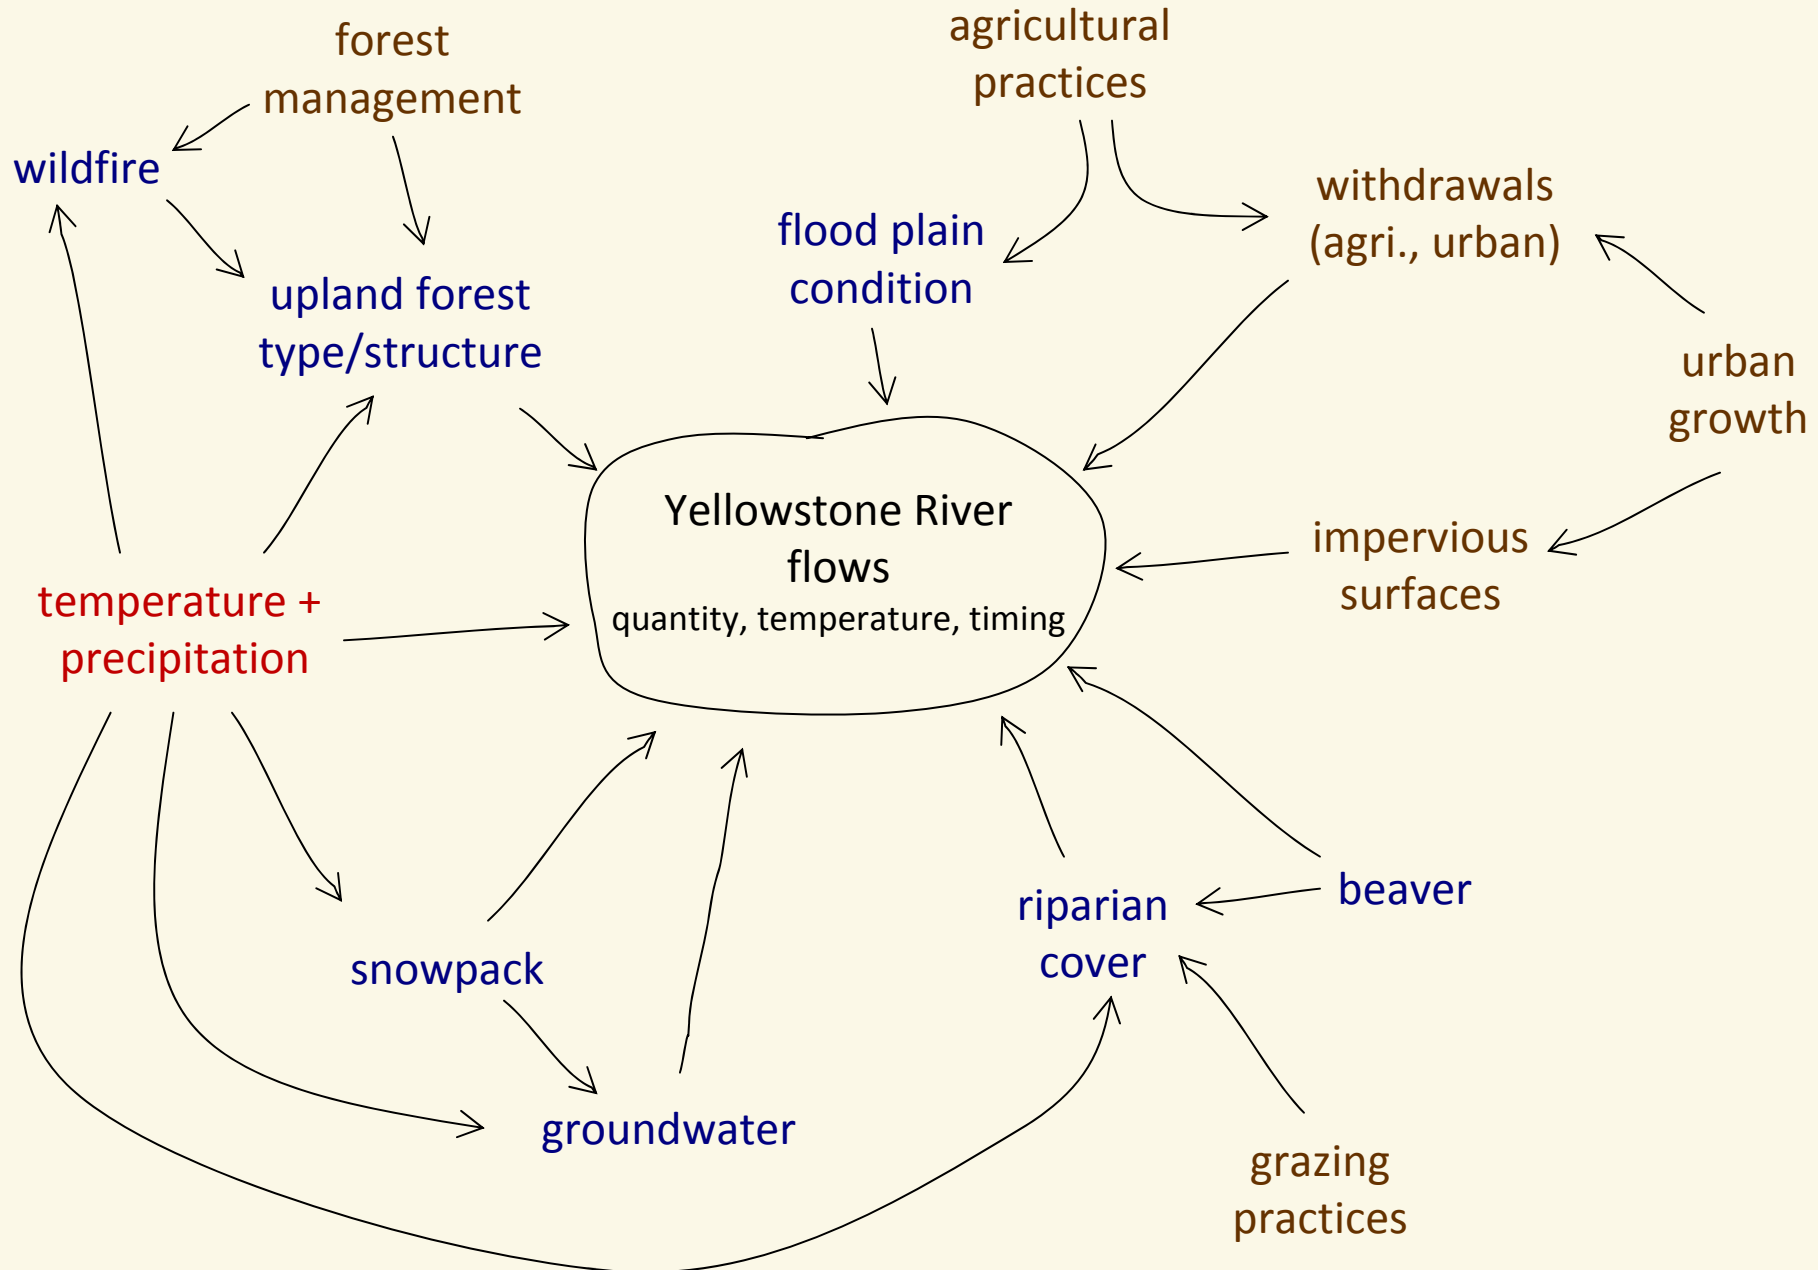 forest
management
agricultural
practices
wildfire
withdrawals
(agri., urban)
flood plain
condition
upland forest
type/structure
urban
growth
Yellowstone River
flows
quantity, temperature, timing
impervious
surfaces
temperature +
precipitation
riparian
cover
beaver
snowpack
groundwater
grazing
practices